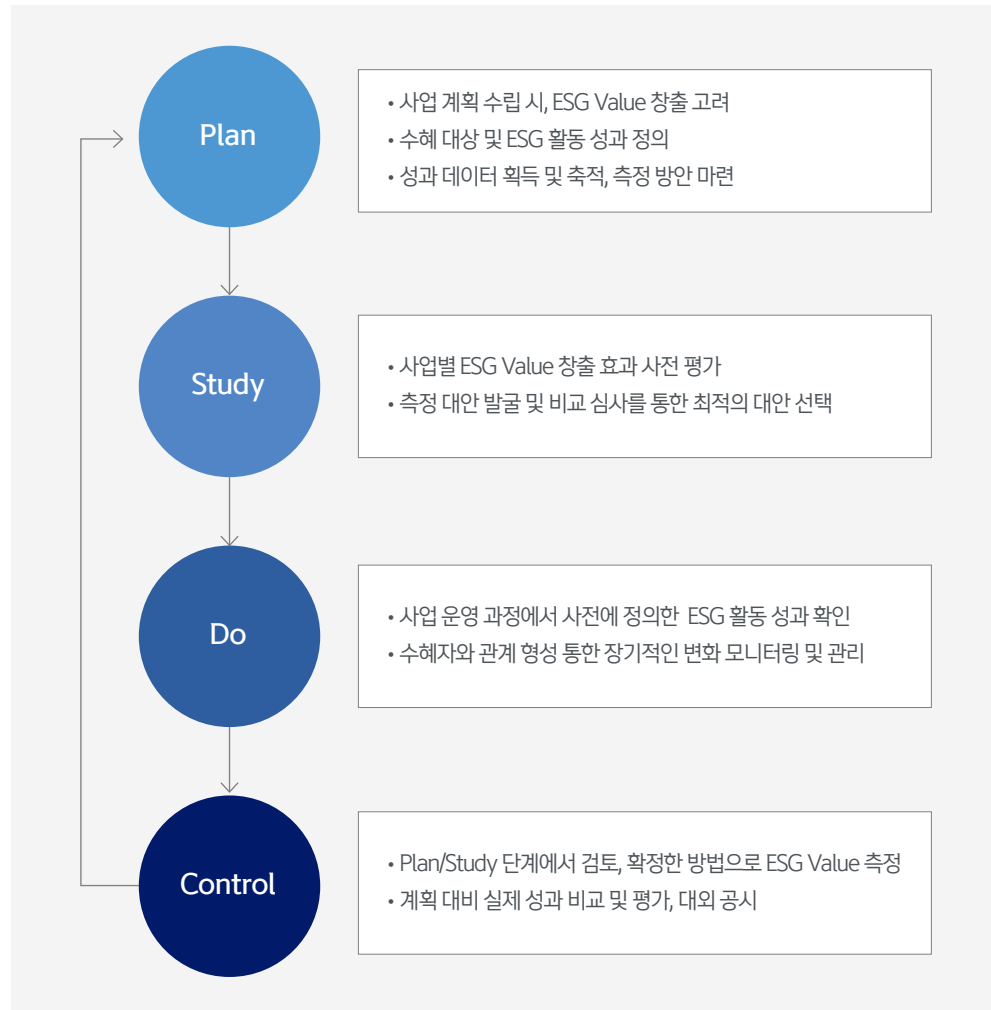 Plan
• 사업 계획 수립 시, ESG Value 창출 고려
• 수혜 대상 및 ESG 활동 성과 정의
• 성과 데이터 획득 및 축적, 측정 방안 마련
Study
• 사업별 ESG Value 창출 효과 사전 평가
• 측정 대안 발굴 및 비교 심사를 통한 최적의 대안 선택
Do
• 사업 운영 과정에서 사전에 정의한 ESG 활동 성과 확인
• 수혜자와 관계 형성 통한 장기적인 변화 모니터링 및 관리
Control
• Plan/Study 단계에서 검토, 확정한 방법으로 ESG Value 측정
• 계획 대비 실제 성과 비교 및 평가, 대외 공시